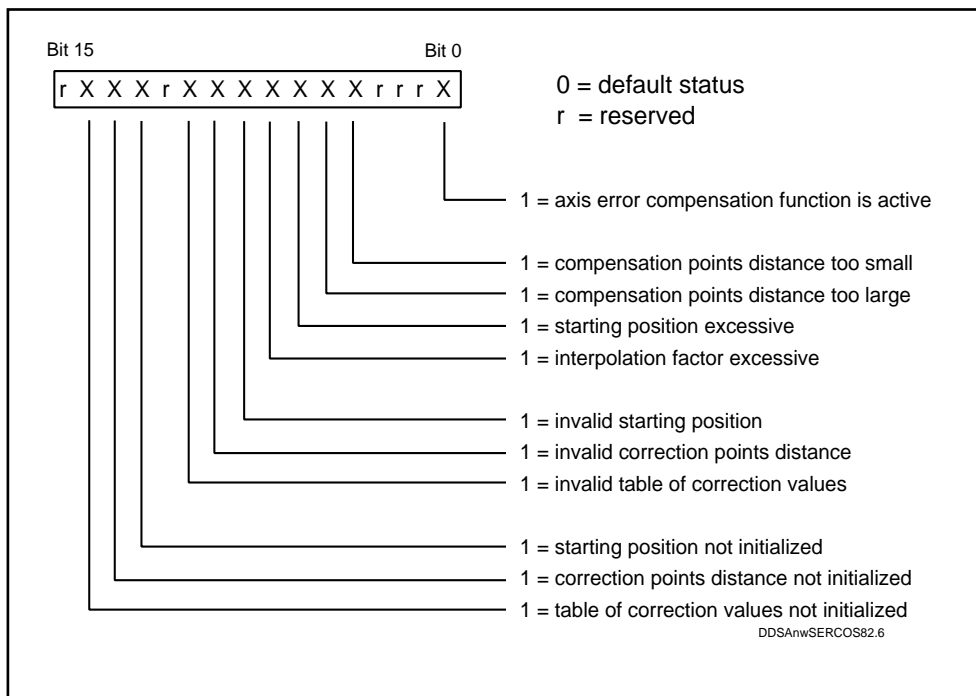 Bit 15 Bit 0
r X X X r X X X X X X X r r r X
0 = default status
r = reserved
1 = axis error compensation function is active
1 = compensation points distance too small
1 = compensation points distance too large
1 = starting position excessive
1 = interpolation factor excessive
1 = invalid starting position
1 = invalid correction points distance
1 = invalid table of correction values
1 = starting position not initialized
1 = correction points distance not initialized
1 = table of correction values not initialized
DDSAnwSERCOS82.6